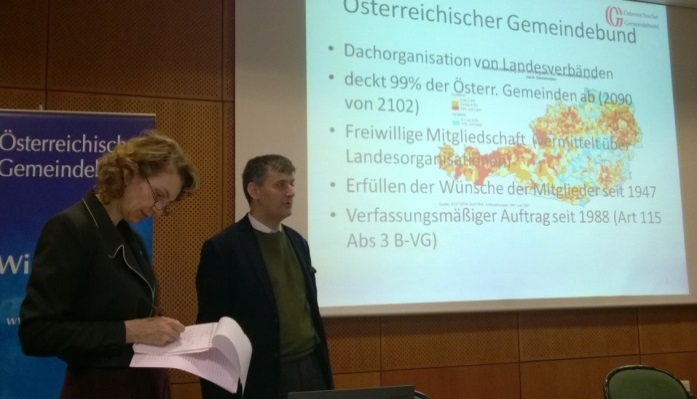 Österreichischer Gemeindebund
Österreichischer
Gemeindebund
• Dachorganisation von Landesverbänden
• deckt 99% der Österr. Gemeinden ab (2090
von 2102)
• Freiwillige Mitgliedschaft (vermittelt über
Landesorganisationen)
• Erfüllen der Wünsche der Mitglieder seit 1947
• Verfassungsmäßiger Auftrag seit 1988 (Art 115
Abs 3 B-VG)
Österreichische
Gemeindeb
Wi